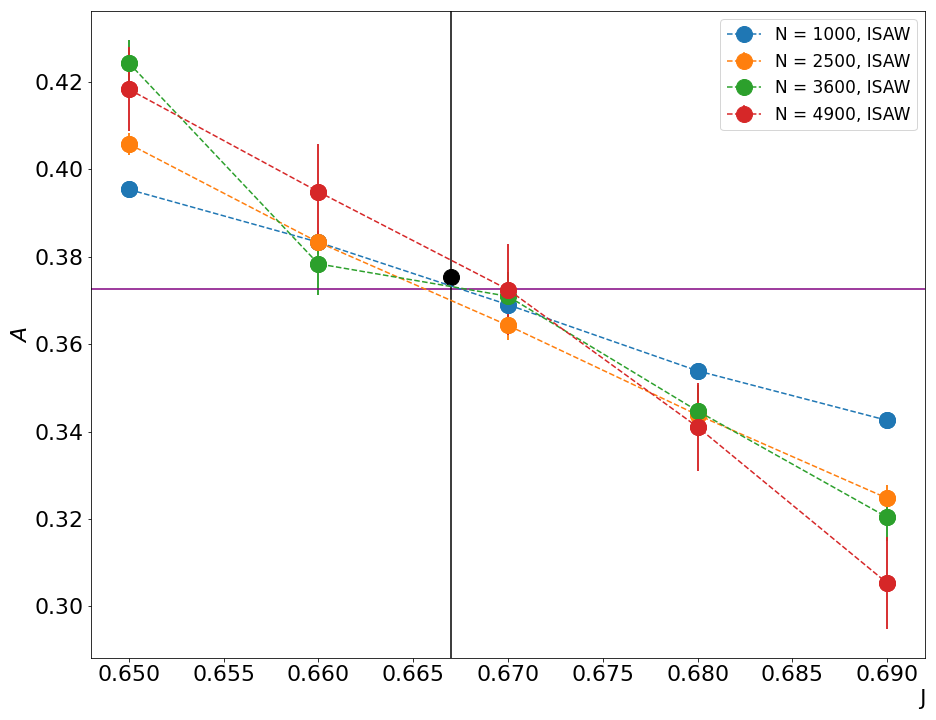 N = 1000, ISAW
N = 2500, ISAW
N = 3600, ISAW
N = 4900, ISAW
0.42
0.40
0.38
0.36
0.34
0.32
0.30
A
0.650 0.655 0.660 0.665 0.670 0.675 0.680 0.685 0.690
J